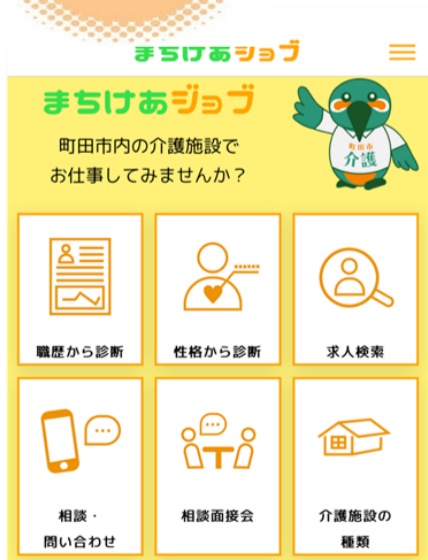 まちけあジョブ
まちけあジョブ
町田市内の介護施設で
お仕事してみませんか？
町田市
介護
職歴から診断
性格から診断
求人検索
相談・
問い合わせ
相談面接会
介護施設の
種類